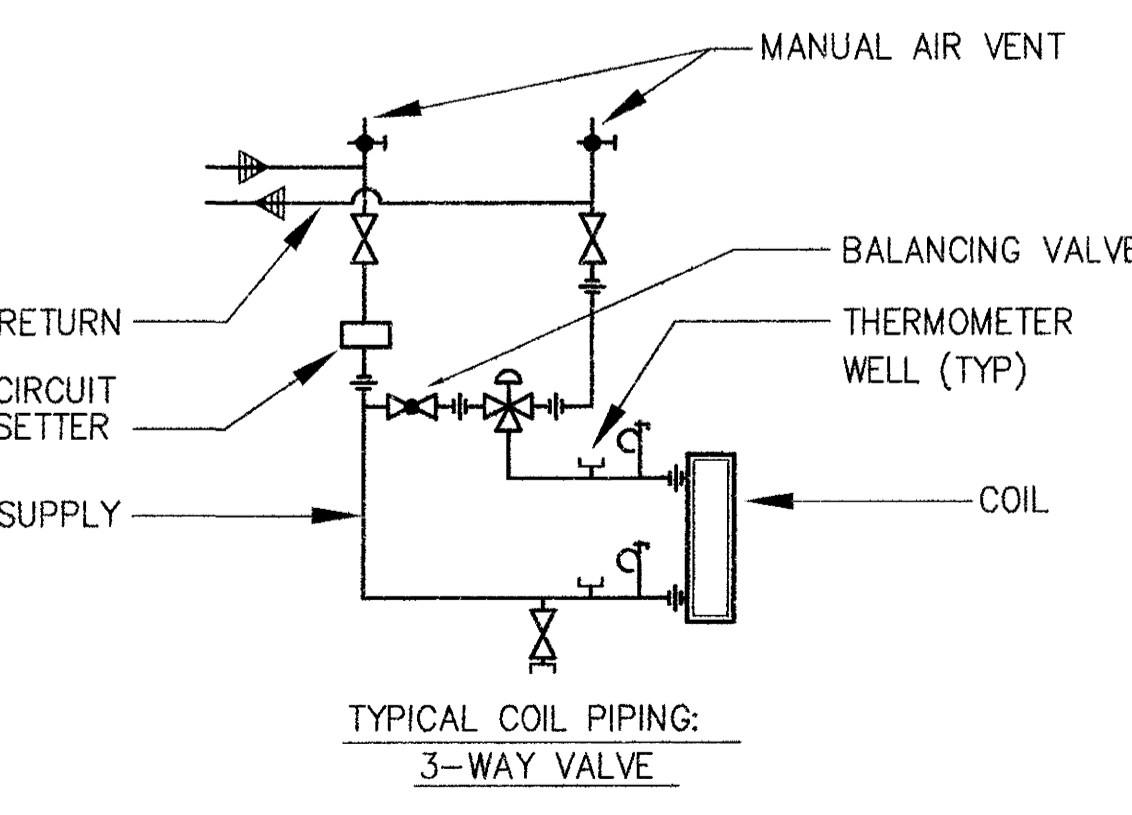 MANUAL AIR VENT
BALANCING VALVE
RETURN
THERMOMETER
WELL (TYP)
CIRCUIT
SETTER
SUPPLY
COIL
TYPICAL COIL PIPING:
3-WAY VALVE